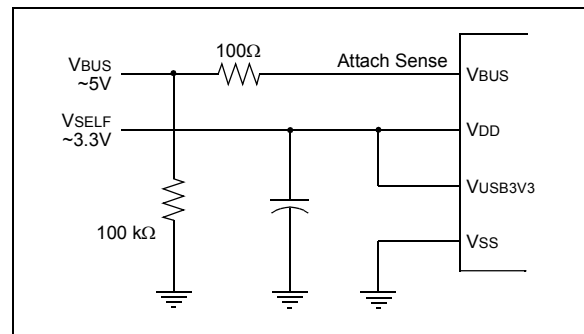 100Ω
VBUS
~5V
Attach Sense
VBUS
VSELF
~3.3V
VDD
VUSB3V3
100 kΩ
VSS